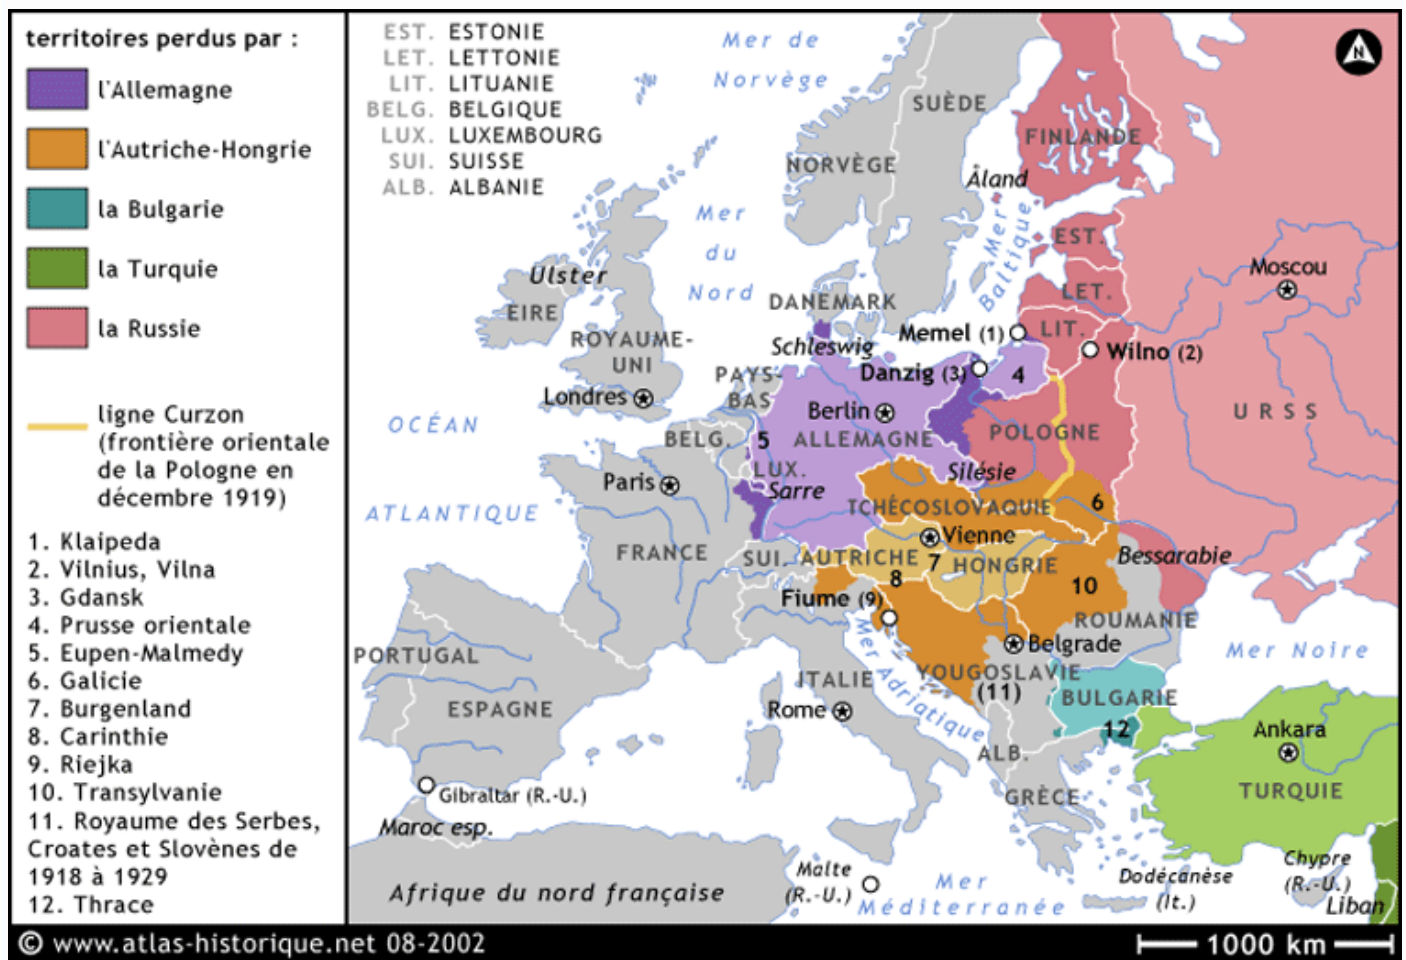 territoires perdus par :
l'Allemagne
l'Autriche-Hongrie
la Bulgarie
la Turquie
la Russie
ligne Curzon
(frontière orientale
de la Pologne en
décembre 1919)
1. Klaipeda
2. Vilnius, Vilna
3. Gdansk
4. Prusse orientale
5. Eupen-Malmedy
6. Galicie
7. Burgenland
8. Carinthie
9. Riejka
10. Transylvanie
11. Royaume des Serbes,
Croates et Slovènes de
1918 à 1929
12. Thrace
EST. ESTONIE
LET. LETTONIE
LIT. LITUANIE
BELG. BELGIQUE
LUX. LUXEMBOURG
SUI. SUISSE
ALB. ALBANIE
Mer de
Norvège
N
SUÈDE
FINLANDE
NORVÈGE
Åland
Mer
Baltique
Mer
du
Nord
EST.
Moscou
Ulster
EIRE
DANEMARK
LET.
ROYAUME-
UNI
Schleswig
Memel (1)
LIT.
Wilno (2)
Danzig (3)
4
PAYS-
BAS
Londres
Berlin
URSS
OCÉAN
ATLANTIQUE
BELG.
5
ALLEMAGNE
POLOGNE
LUX.
Silésie
Paris
Sarre
TCHÉCOSLOVAQUIE
6
Vienne
FRANCE
SUI.
AUTRICHE
7
HONGRIE
Bessarabie
8
10
Fiume (9)
ROUMANIE
Belgrade
PORTUGAL
ESPAGNE
ITALIE
Rome
Mer Adriatique
YOUGOSLAVIE
(11)
Mer Noire
BULGARIE
12
ALB.
Ankara
TURQUIE
GRÈCE
Gibraltar (R.-U.)
Maroc esp.
Afrique du nord française
Malte
(R.-U.)
Mer
Méditerranée
Dodécanèse
(It.)
Chypre
(R.-U.)
Liban
© www.atlas-historique.net 08-2002
1000 km